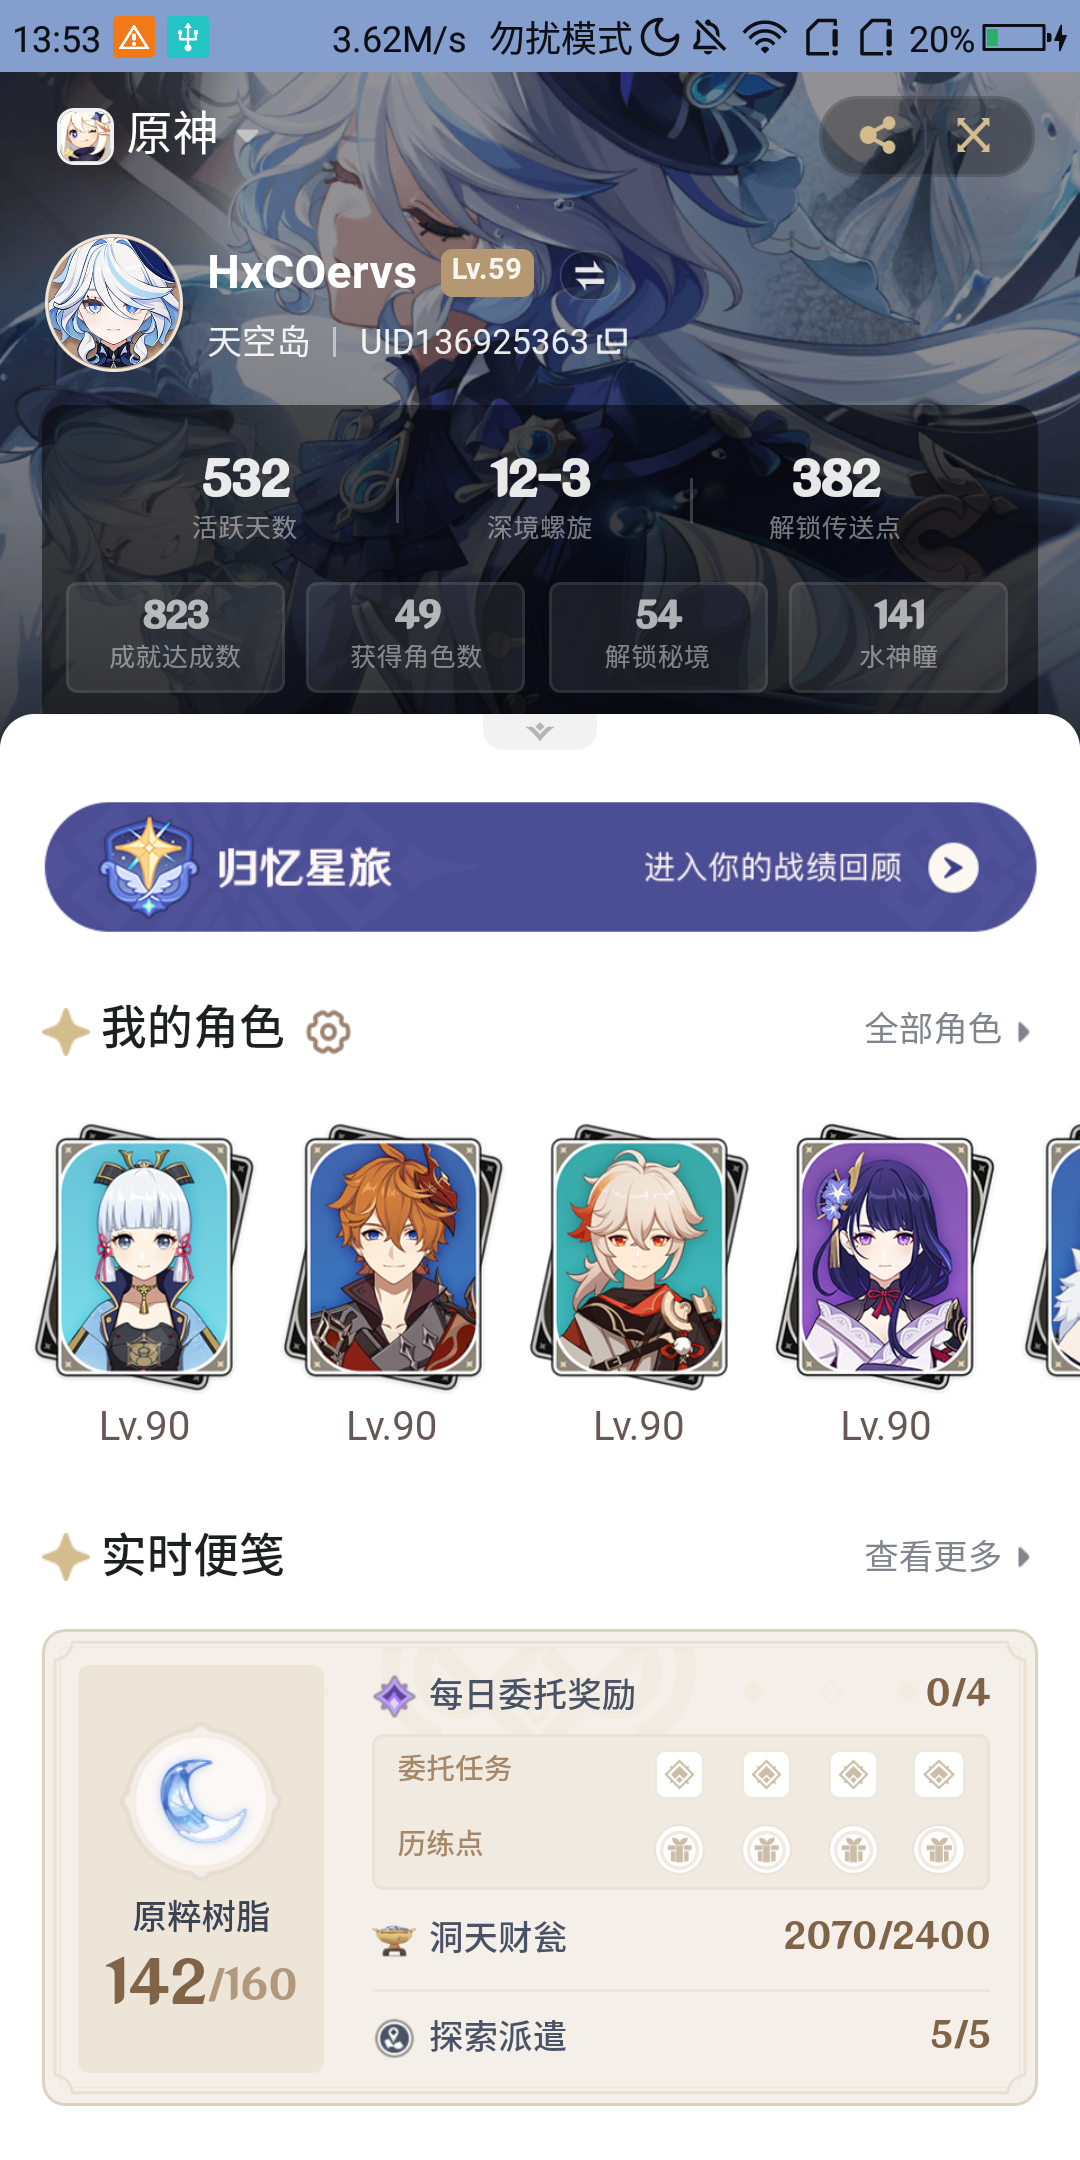 13:53 3.62M/s 勿扰模式 20%
原神
HxCOervs Lv.59
天空岛 | UID136925363
532 12-3 382
活跃天数 深境螺旋 解锁传送点
823 49 54 141
成就达成数 获得角色数 解锁秘境 水神瞳
归忆星旅 进入你的战绩回顾
我的角色 全部角色
Lv.90 Lv.90 Lv.90 Lv.90
实时便笺 查看更多
每日委托奖励 0/4
委托任务
历练点
原粹树脂
142/160
洞天财瓮 2070/2400
探索派遣 5/5